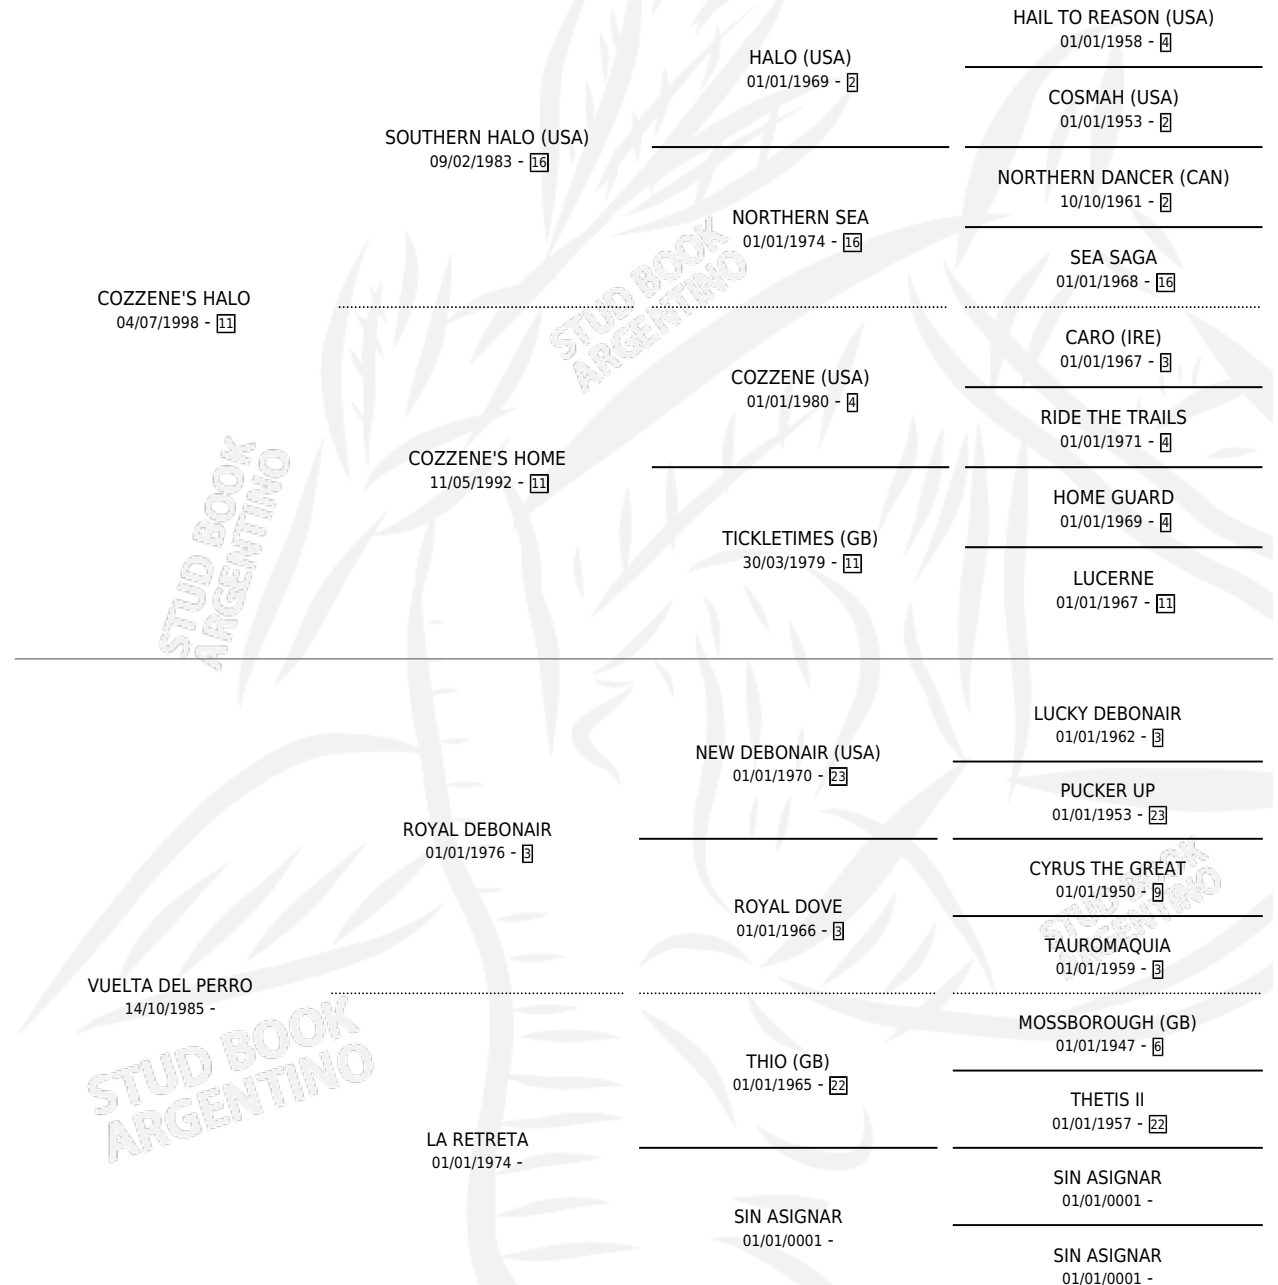 HAIL TO REASON (USA)
01/01/1958 - 4
HALO (USA)
01/01/1969 - 2
COSMAH (USA)
01/01/1953 - 2
SOUTHERN HALO (USA)
09/02/1983 - 16
NORTHERN DANCER (CAN)
10/10/1961 - 2
NORTHERN SEA
01/01/1974 - 16
SEA SAGA
01/01/1968 - 16
STUD BOOK
ARGENTINO
COZZENE'S HALO
04/07/1998 - 11
CARO (IRE)
01/01/1967 - 3
COZZENE (USA)
01/01/1980 - 4
RIDE THE TRAILS
01/01/1971 - 4
COZZENE'S HOME
11/05/1992 - 11
HOME GUARD
01/01/1969 - 4
TICKLETIMES (GB)
30/03/1979 - 11
LUCERNE
01/01/1967 - 11
STUD BOOK
ARGENTINO
LUCKY DEBONAIR
01/01/1962 - 3
NEW DEBONAIR (USA)
01/01/1970 - 23
PUCKER UP
01/01/1953 - 23
ROYAL DEBONAIR
01/01/1976 - 3
CYRUS THE GREAT
01/01/1950 - 9
ROYAL DOVE
01/01/1966 - 3
TAUROMAQUIA
01/01/1959 - 3
STUD BOOK
ARGENTINO
VUELTA DEL PERRO
14/10/1985 -
MOSSBOROUGH (GB)
01/01/1947 - 6
THIO (GB)
01/01/1965 - 22
THETIS II
01/01/1957 - 22
STUD BOOK
ARGENTINO
LA RETRETA
01/01/1974 -
SIN ASIGNAR
01/01/0001 -
SIN ASIGNAR
01/01/0001 -
SIN ASIGNAR
01/01/0001 -